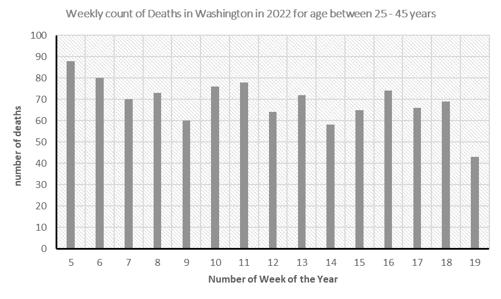 Weekly count of Deaths in Washington in 2022 for age between 25 - 45 years
number of deaths
100
90
80
70
60
50
40
30
20
10
0
5 6 7 8 9 10 11 12 13 14 15 16 17 18 19
Number of Week of the Year